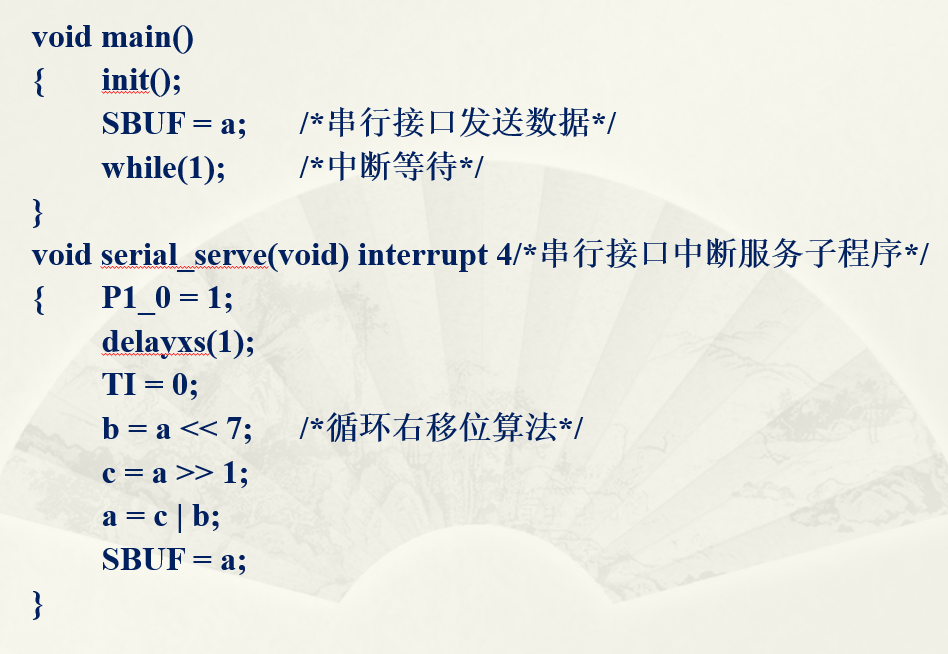 void main()
{ init();
SBUF = a; /*串行接口发送数据*/
while(1); /*中断等待*/
}
void serial_serve(void) interrupt 4/*串行接口中断服务子程序*/
{ P1_0 = 1;
delayxs(1);
TI = 0;
b = a << 7; /*循环右移位算法*/
c = a >> 1;
a = c | b;
SBUF = a;
}